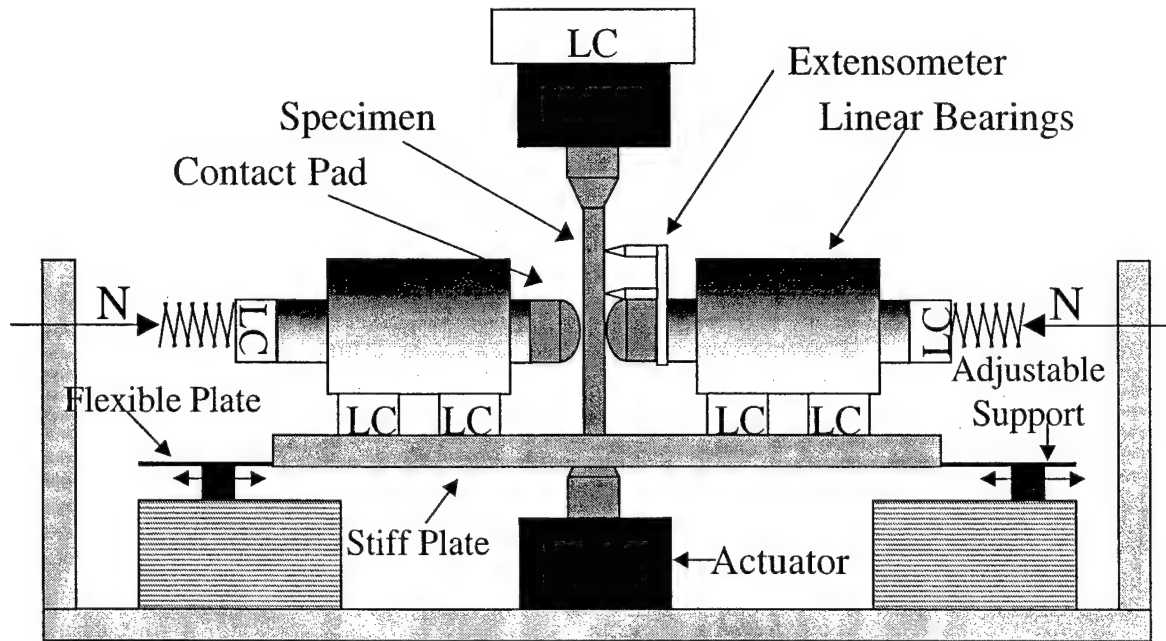 LC
Extensometer
Specimen
Linear Bearings
Contact Pad
N
LC
LC
N
Flexible Plate
Adjustable
Support
LC
LC
LC
LC
Stiff Plate
Actuator